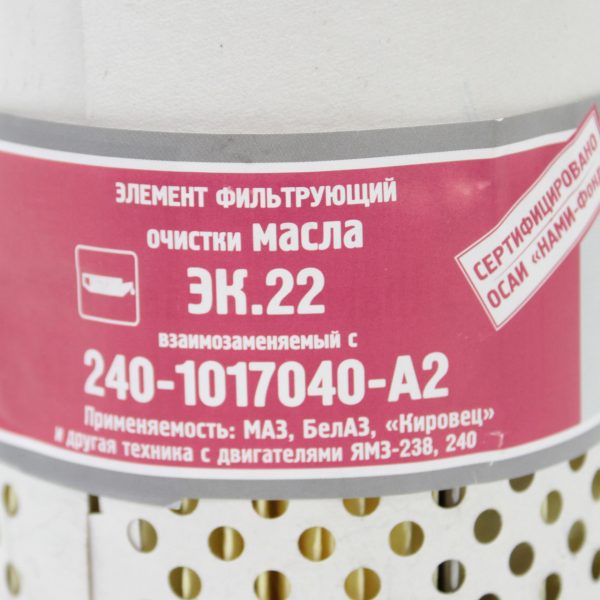 ЭЛЕМЕНТ ФИЛЬТРУЮЩИЙ
ОЧИСТКИ МАСЛА
ЭК.22
взаимозаменяемый с
240-1017040-А2
Применяемость: МАЗ, БелАЗ, «Кировец»
и другая техника с двигателями ЯМЗ-238, 240
СЕРТИФИЦИРОВАНО
ОСАИ «НАМИ-ФОНД